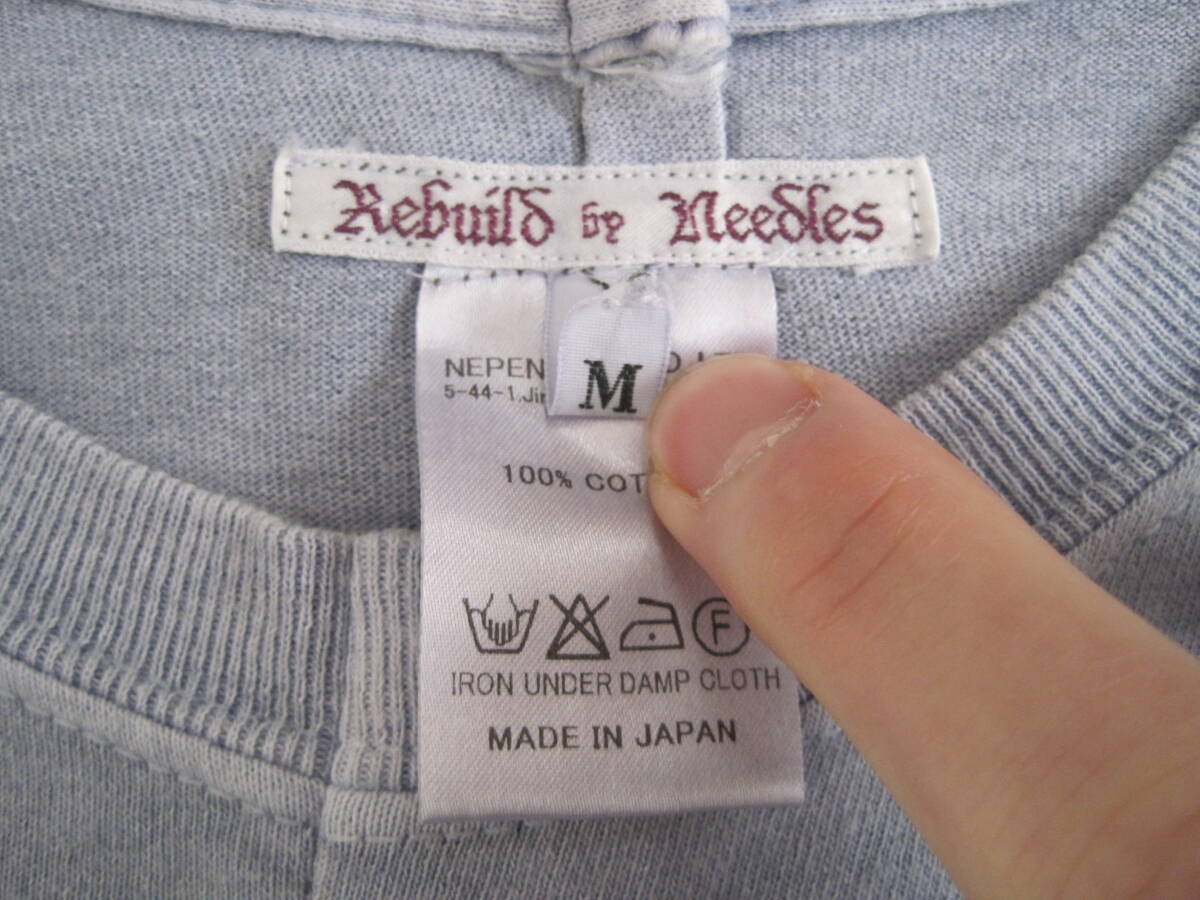 Rebuild by Needles
M
NEPEN
5-44-1,Jin
100% COT
F
IRON UNDER DAMP CLOTH
MADE IN JAPAN